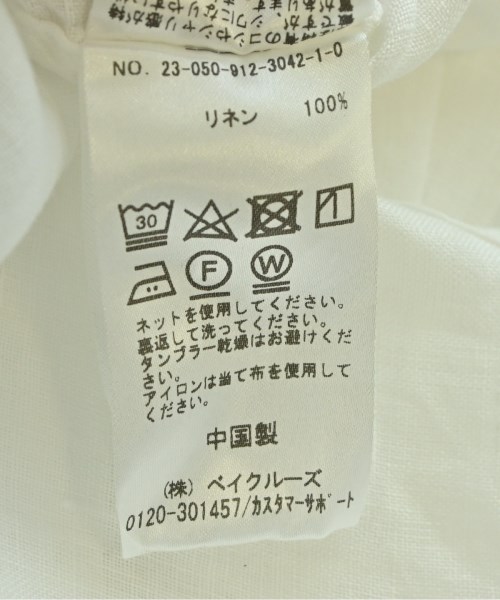 NO. 23-050-912-3042-1-0
リネン 100%
30
F W
ネットを使用してください。
裏返して洗ってください。
タンブラー乾燥はお避けくだ
さい。
アイロンは当て布を使用して
ください。
中国製
(株) ベイクルーズ
0120-301457/カスタマーサポート